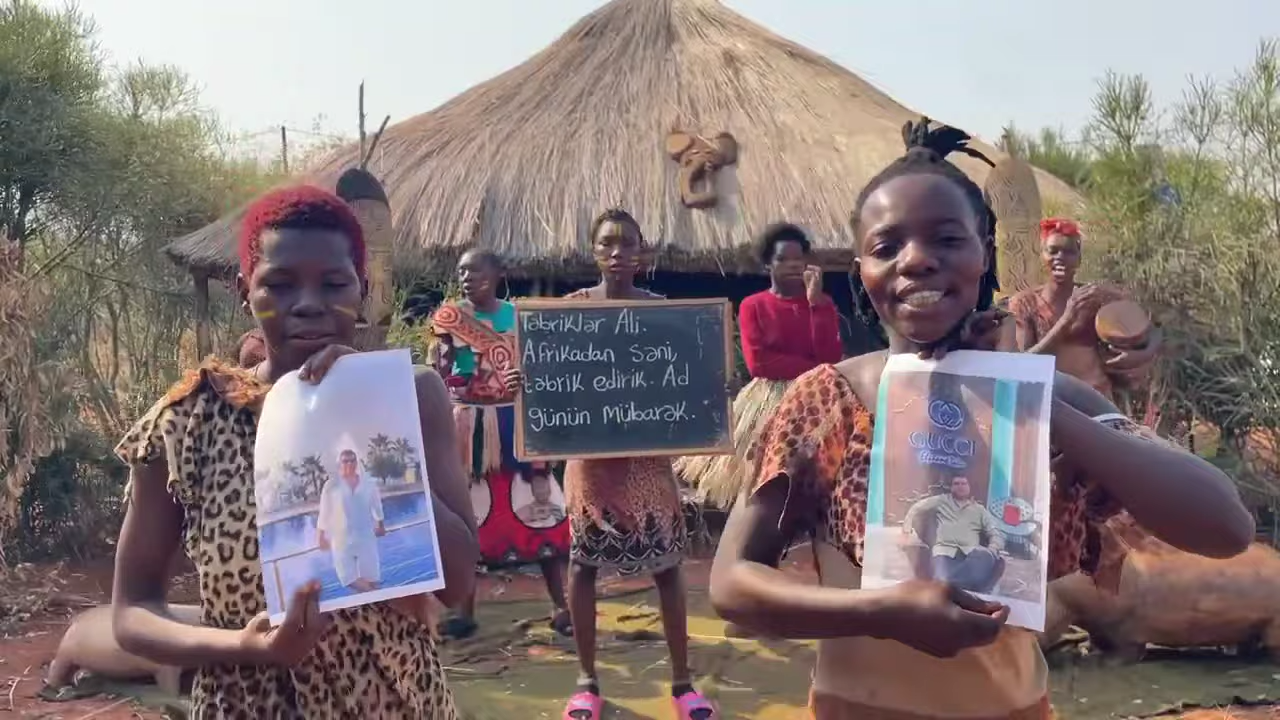 Təbriklər Ali.
Afrikadan səni,
təbrik edirik. Ad
günün mübarək.
GUCCI